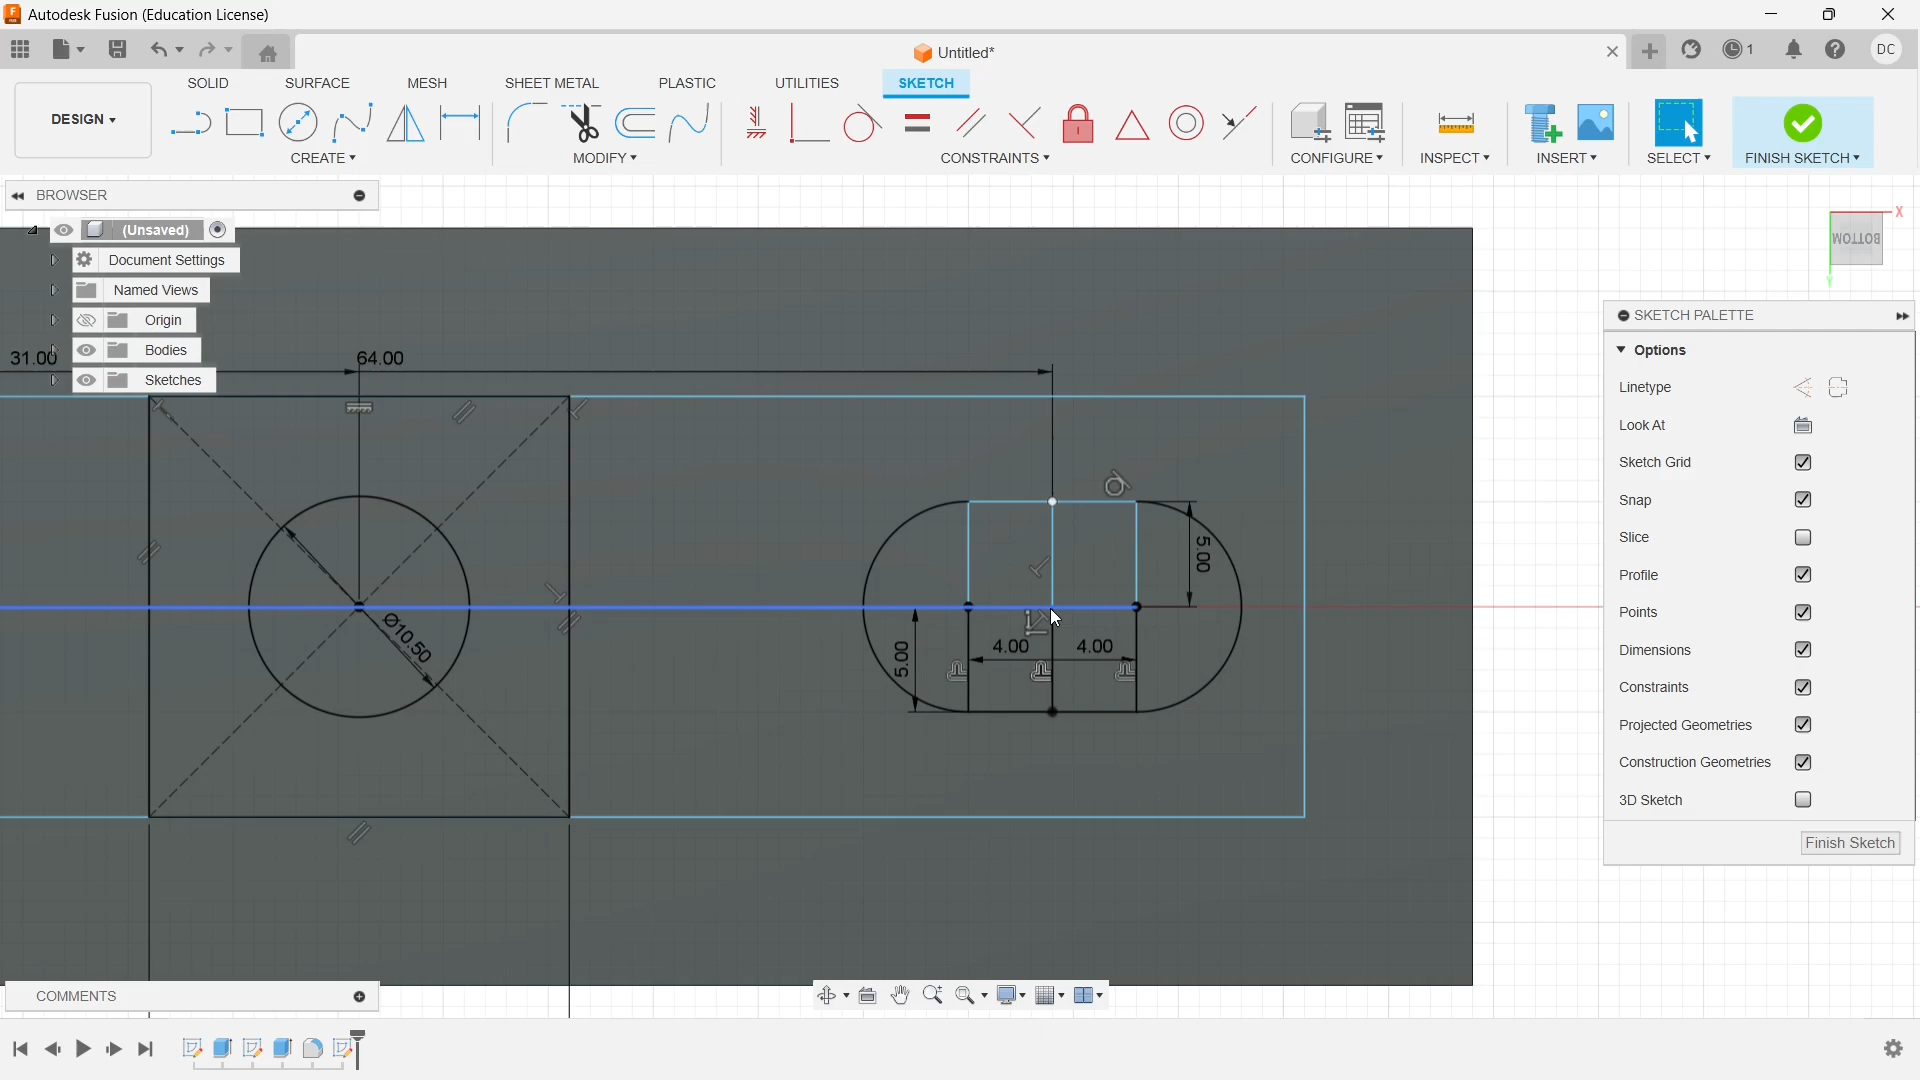 Autodesk Fusion (Education License)
Untitled*
1
DC
DESIGN
SOLID
SURFACE
MESH
SHEET METAL
PLASTIC
UTILITIES
SKETCH
CREATE
MODIFY
CONSTRAINTS
CONFIGURE
INSPECT
INSERT
SELECT
FINISH SKETCH
BROWSER
(Unsaved)
Document Settings
Named Views
Origin
Bodies
Sketches
X
BOTTOM
Y
31.00
64.00
Ø10.50
5.00
4.00
4.00
5.00
SKETCH PALETTE
Options
Linetype
Look At
Sketch Grid
Snap
Slice
Profile
Points
Dimensions
Constraints
Projected Geometries
Construction Geometries
3D Sketch
Finish Sketch
COMMENTS